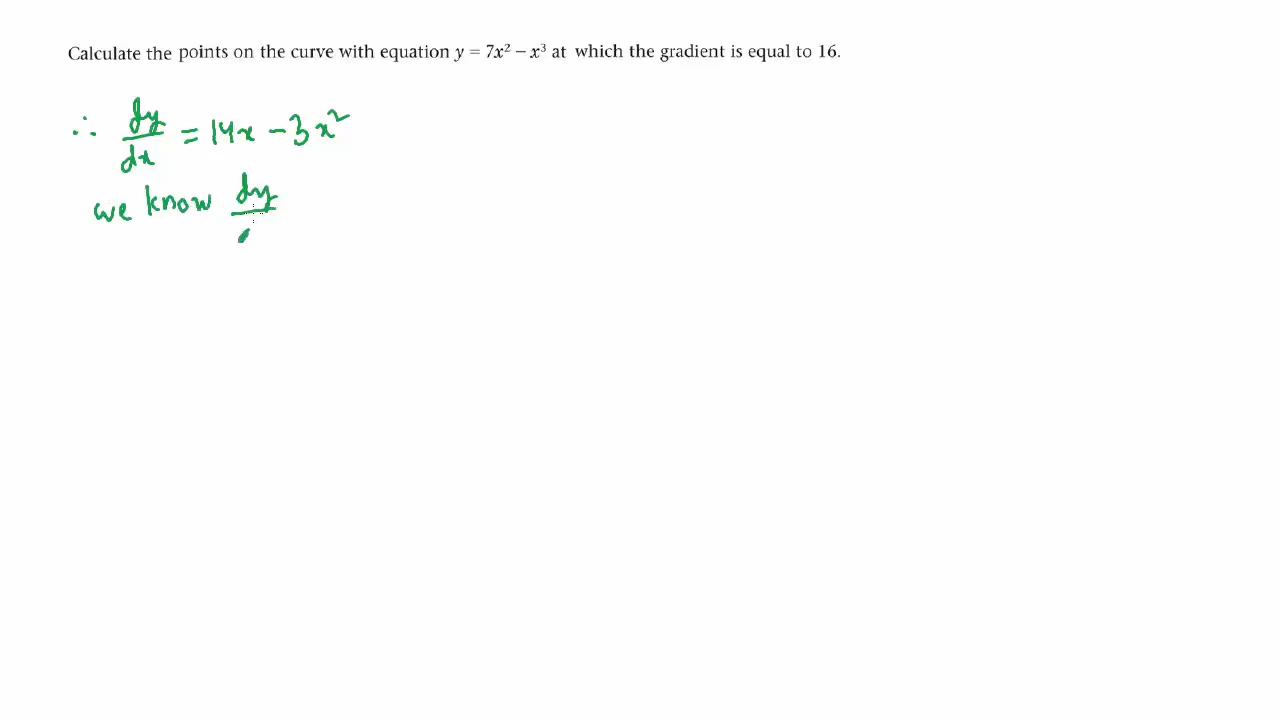 Calculate the points on the curve with equation y = 7x² − x³ at which the gradient is equal to 16.
∴ dy/dx = 14x − 3x²
we know dy